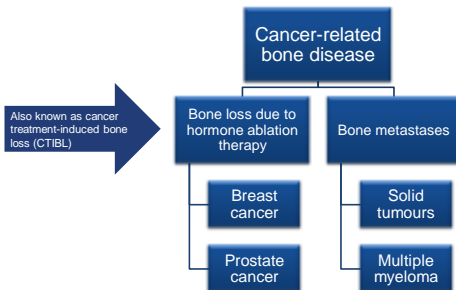 Cancer-related
bone disease
Also known as cancer
treatment-induced bone
loss (CTIBL)
Bone loss due to
hormone ablation
therapy
Bone metastases
Breast
cancer
Solid
tumours
Prostate
cancer
Multiple
myeloma